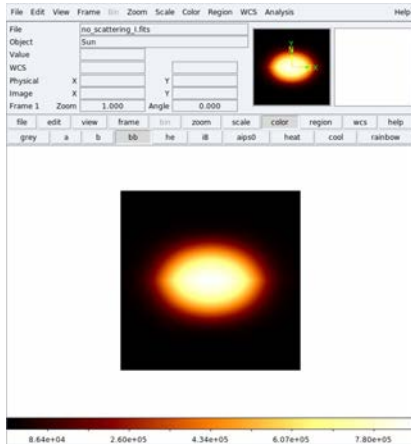 File Edit View Frame Bin Zoom Scale Color Region WCS Analysis Help
File no_scattering_I.fits
Object Sun
Value
WCS
Physical X Y
Image X Y
Frame 1 Zoom 1.000 Angle 0.000
N
X
file edit view frame bin zoom scale color region wcs help
grey a b bb he i8 aips0 heat cool rainbow
8.64e+04 2.60e+05 4.34e+05 6.07e+05 7.80e+05